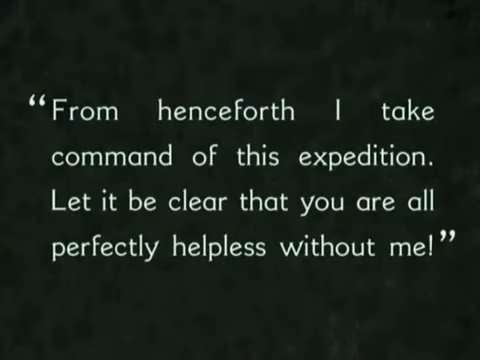 “From henceforth I take
command of this expedition.
Let it be clear that you are all
perfectly helpless without me!”